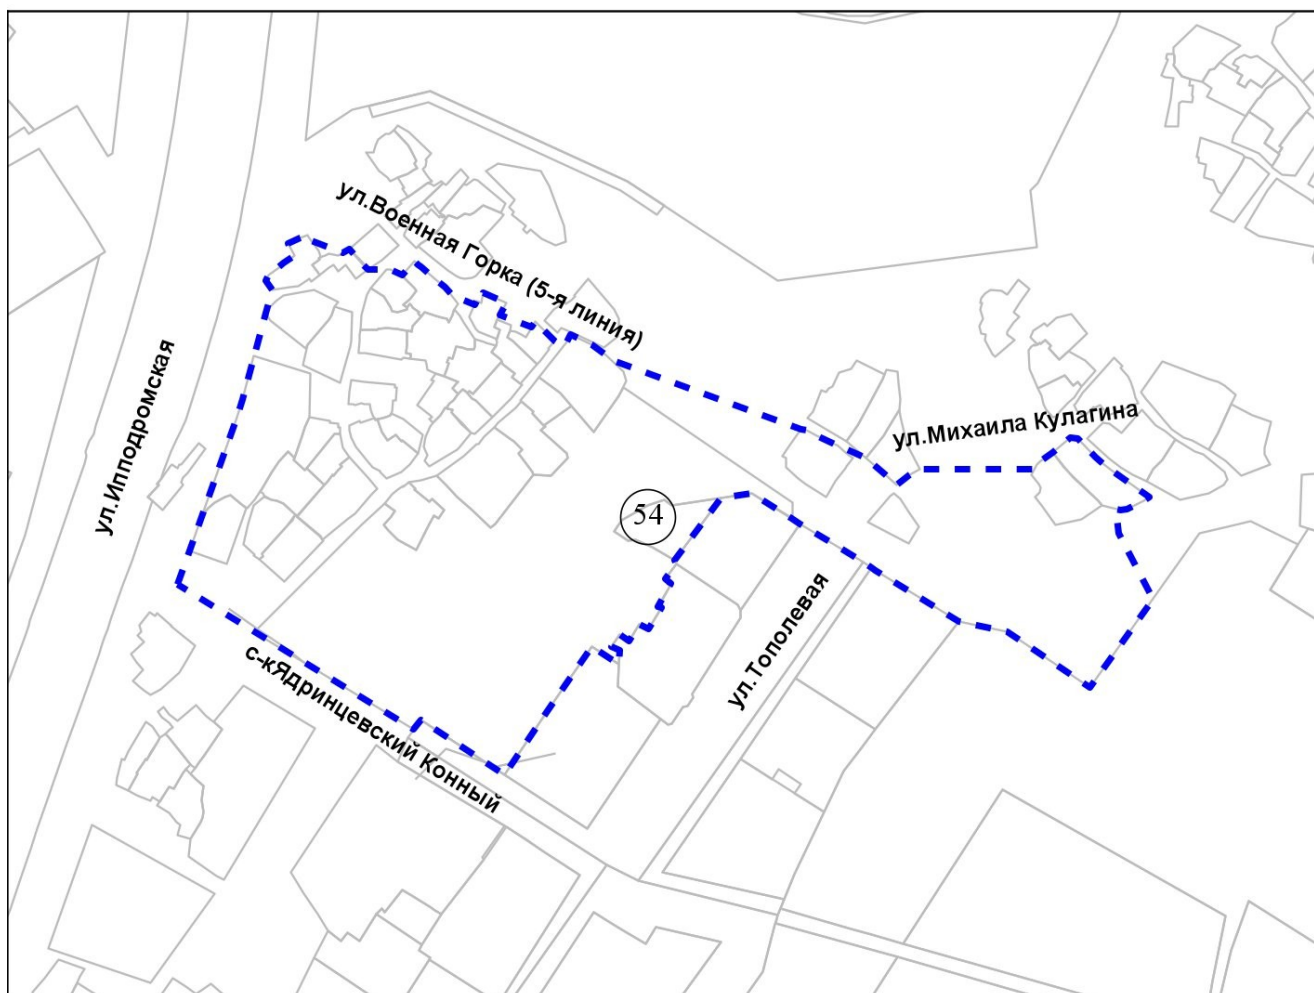 ул.Военная Горка (5-я линия)
ул.Ипподромская
ул.Михаила Кулагина
54
ул.Тополевая
с-кЯдринцевский Конный